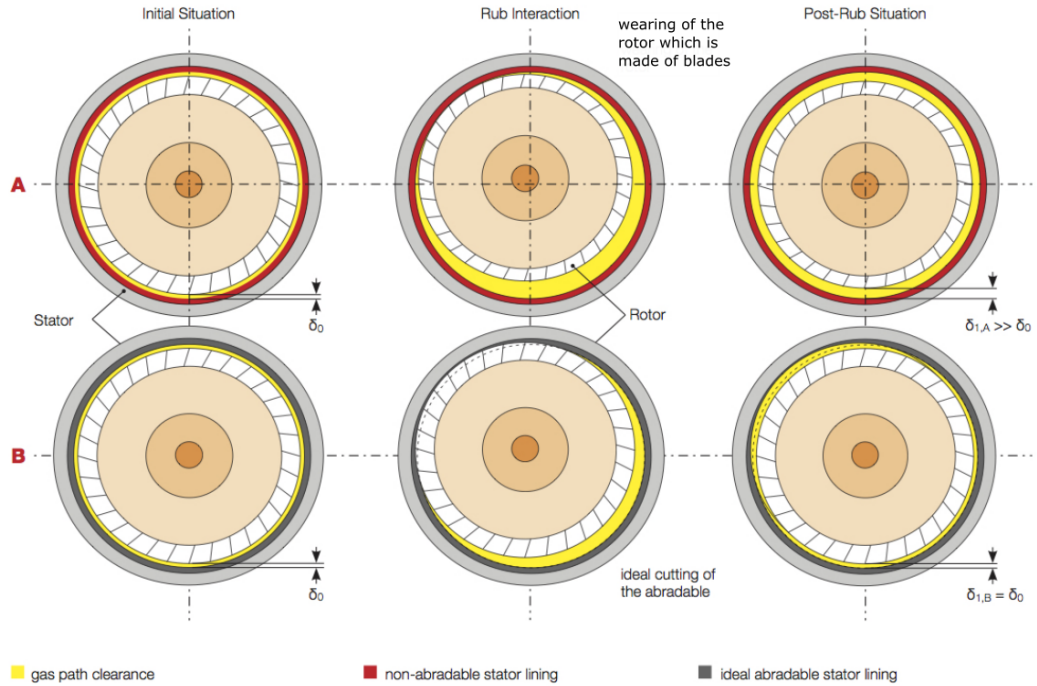 Initial Situation
Rub Interaction
wearing of the
rotor which is
made of blades
Post-Rub Situation
A
Stator
δ0
Rotor
δ1,A >> δ0
B
δ0
ideal cutting of
the abradable
δ1,B = δ0
gas path clearance
non-abradable stator lining
ideal abradable stator lining